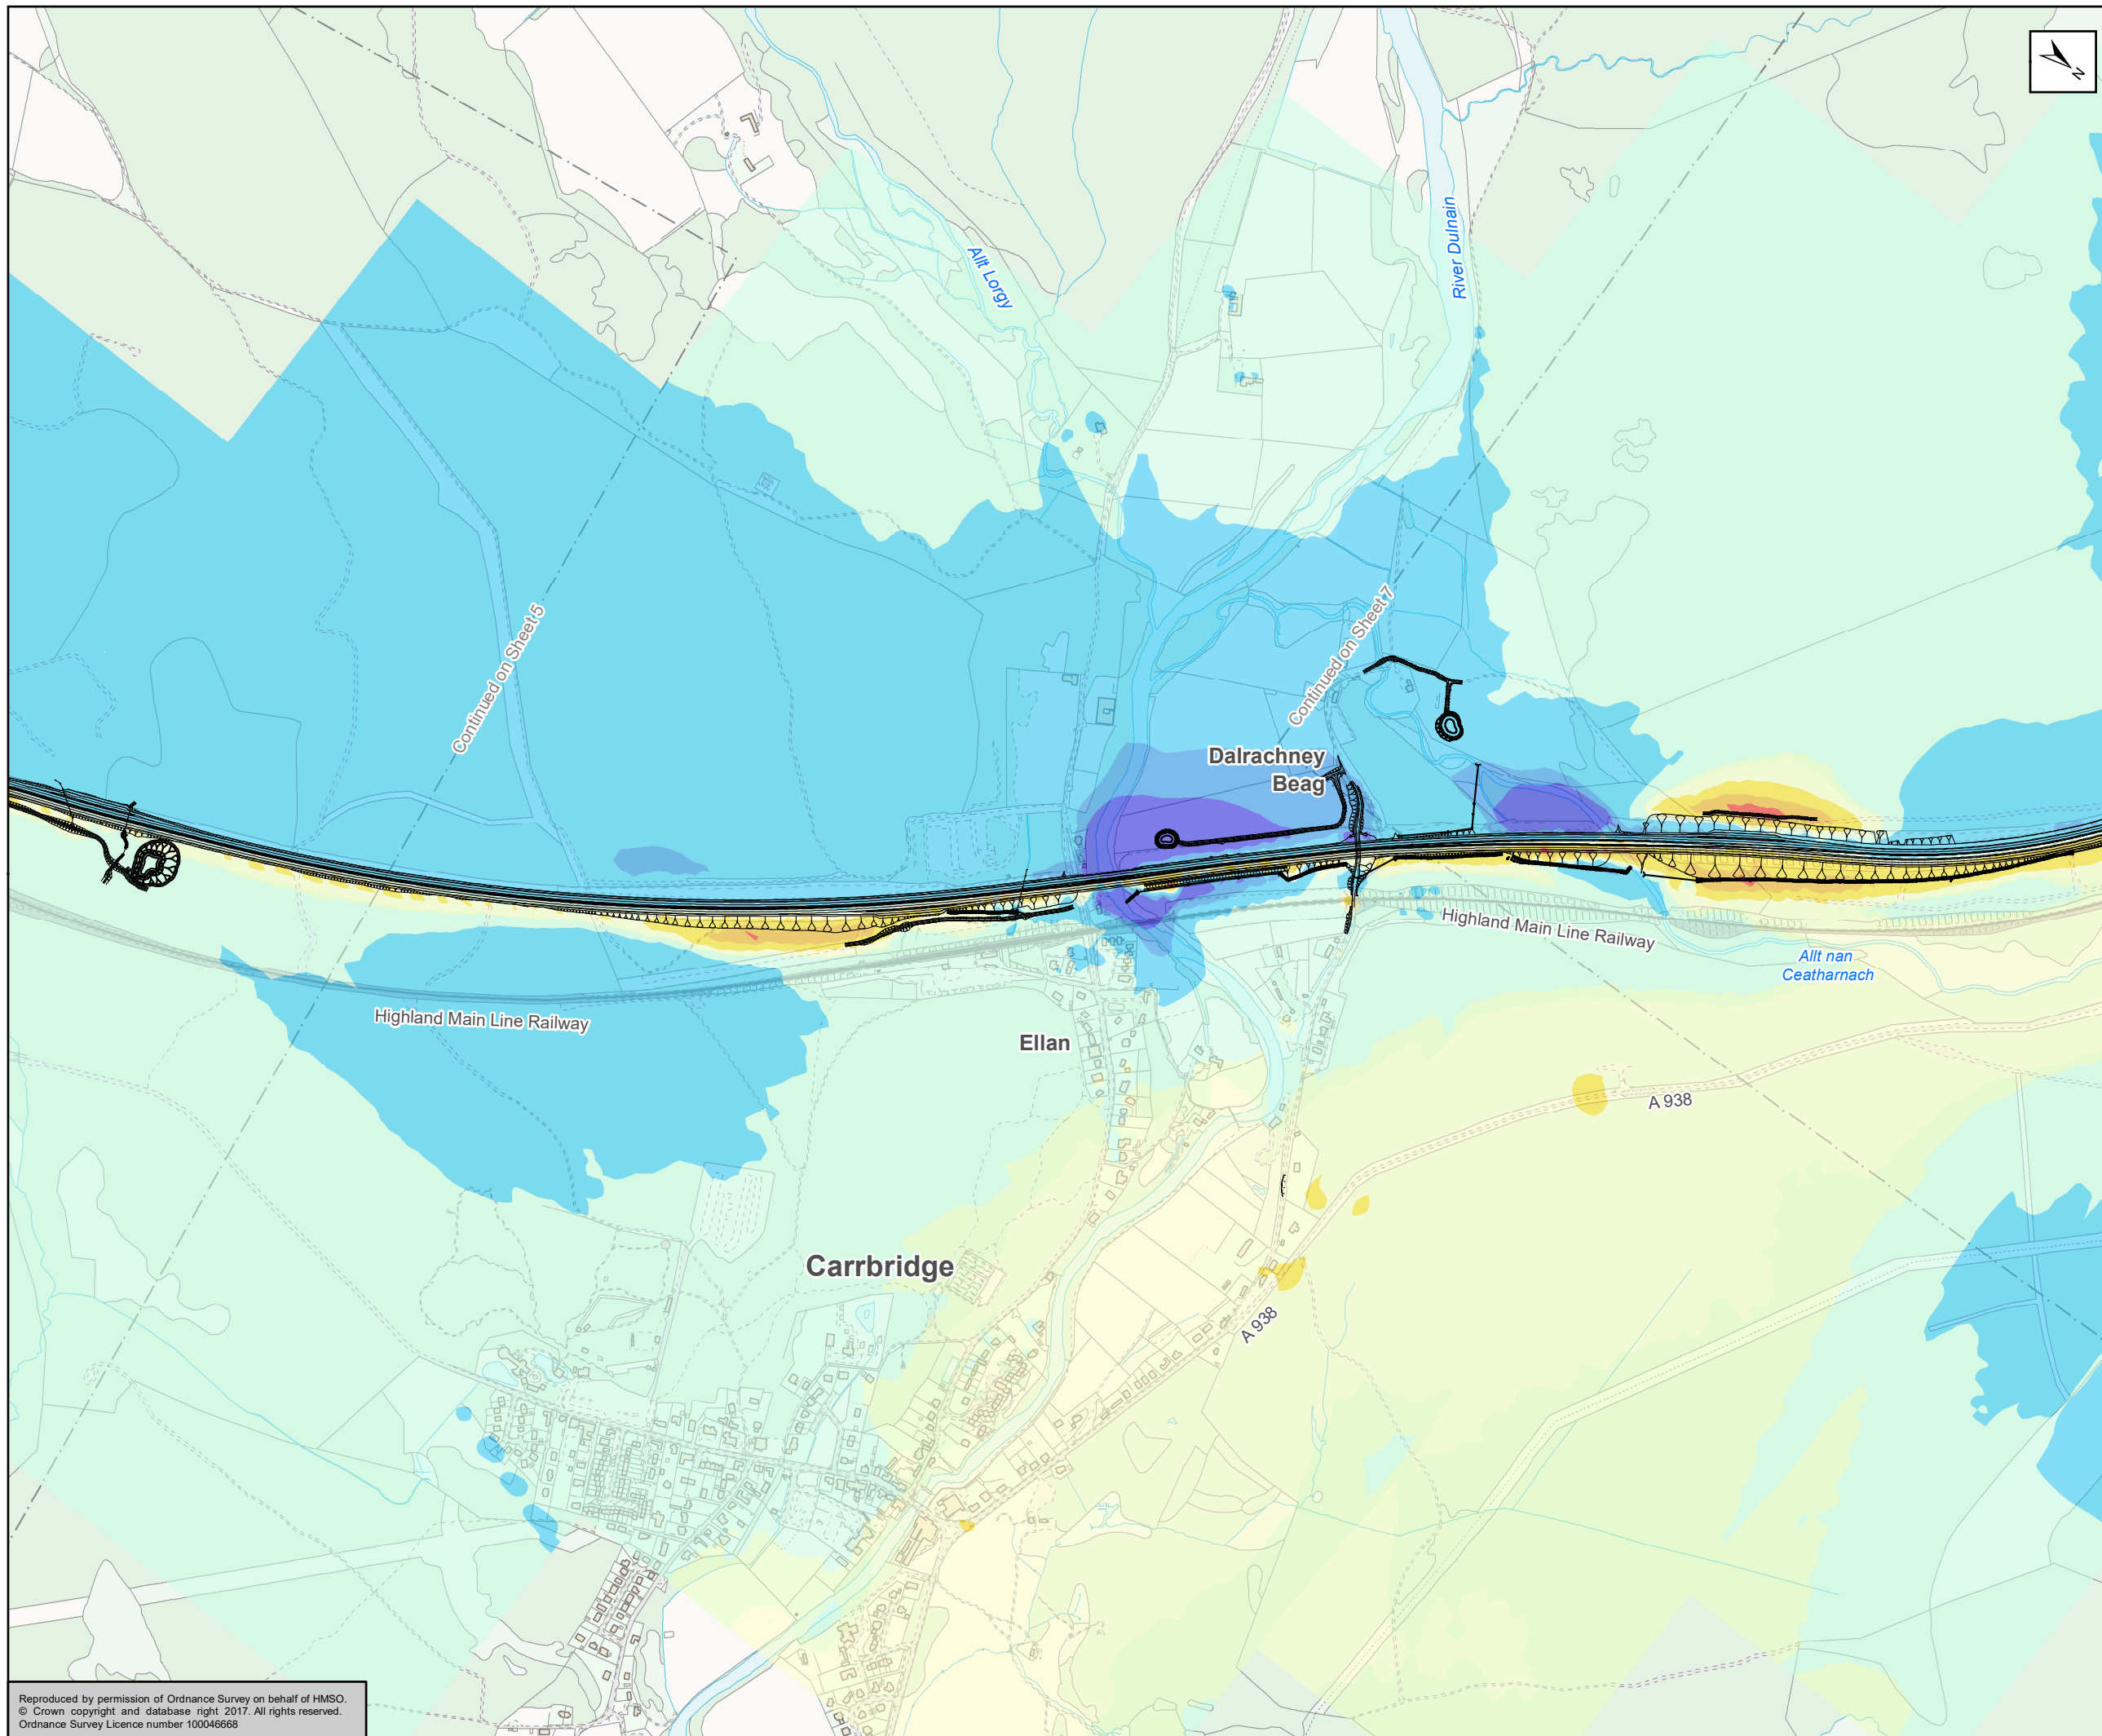 N
Allt Lorgy
River Dulnain
Continued on Sheet 5
Continued on Sheet 7
Dalrachney
Beag
Highland Main Line Railway
Allt nan
Ceatharnach
Highland Main Line Railway
Ellan
A 938
Carrbridge
A 938
Reproduced by permission of Ordnance Survey on behalf of HMSO.
© Crown copyright and database right 2017. All rights reserved.
Ordnance Survey Licence number 100046668